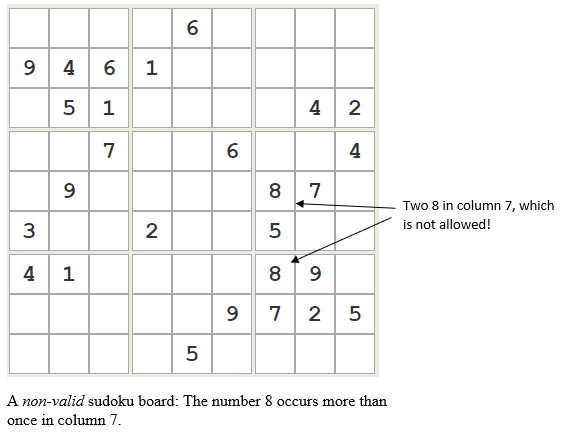 6
9 4 6 1
5 1 4 2
7 6 4
9 8 7
3 2 5
4 1 8 9
9 7 2 5
5
Two 8 in column 7, which
is not allowed!
A non-valid sudoku board: The number 8 occurs more than
once in column 7.